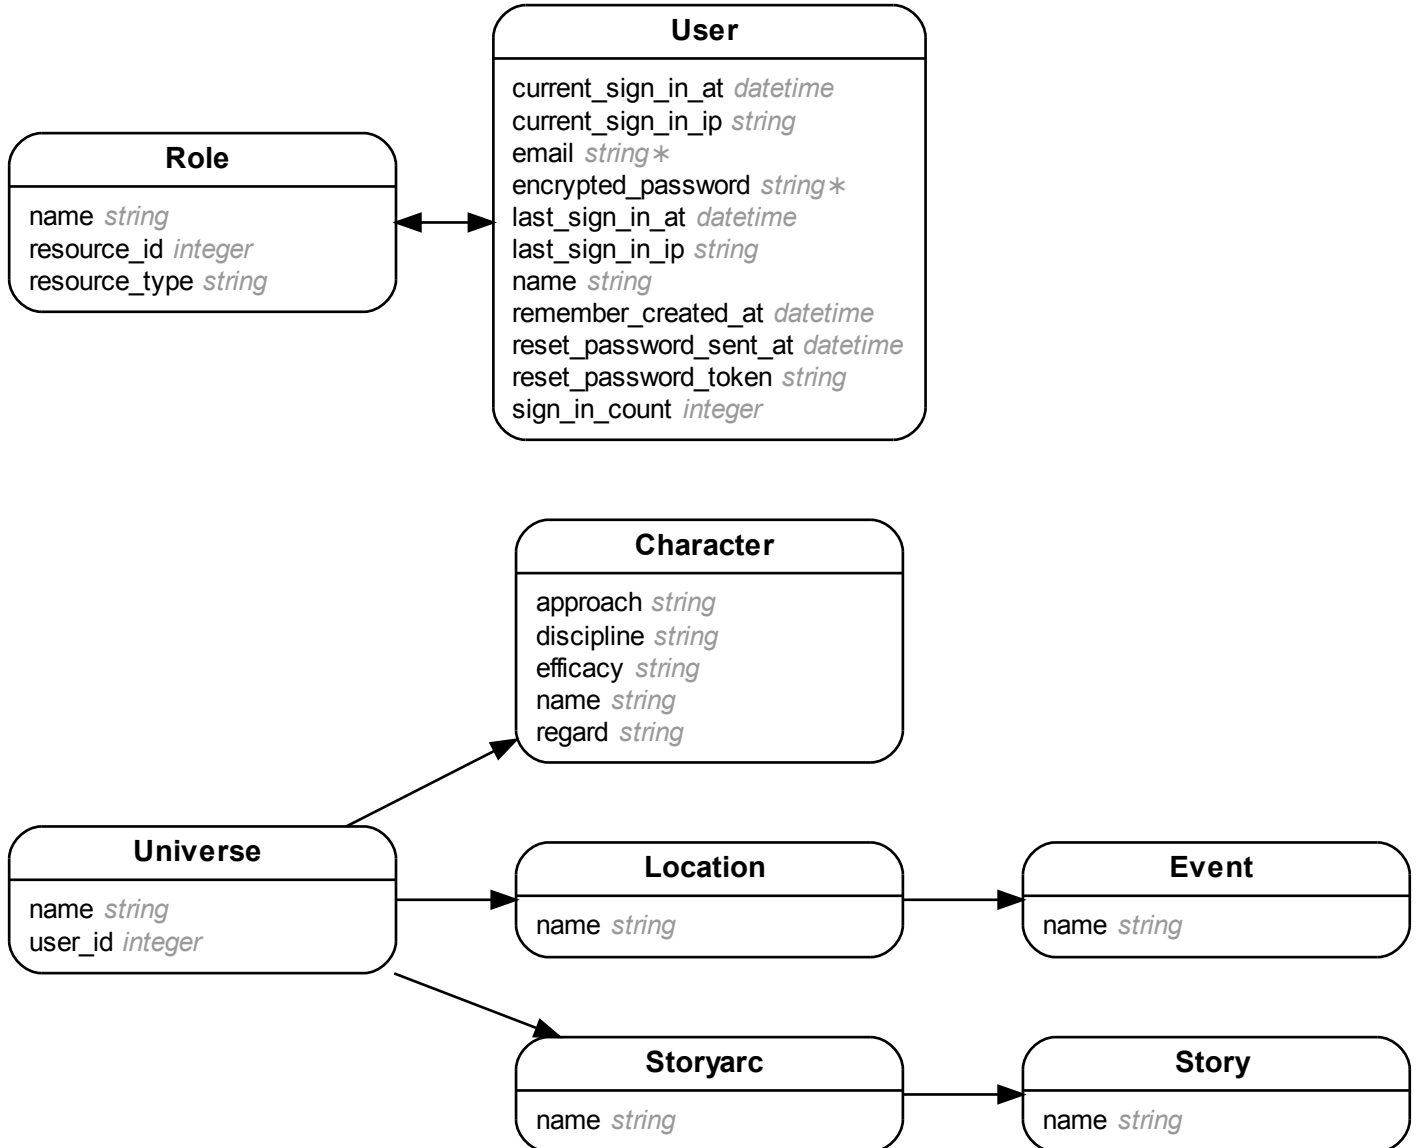 User
current_sign_in_at datetime
current_sign_in_ip string
email string∗
encrypted_password string∗
last_sign_in_at datetime
last_sign_in_ip string
name string
remember_created_at datetime
reset_password_sent_at datetime
reset_password_token string
sign_in_count integer
Role
name string
resource_id integer
resource_type string
Character
approach string
discipline string
efficacy string
name string
regard string
Universe
name string
user_id integer
Location
name string
Event
name string
Storyarc
name string
Story
name string